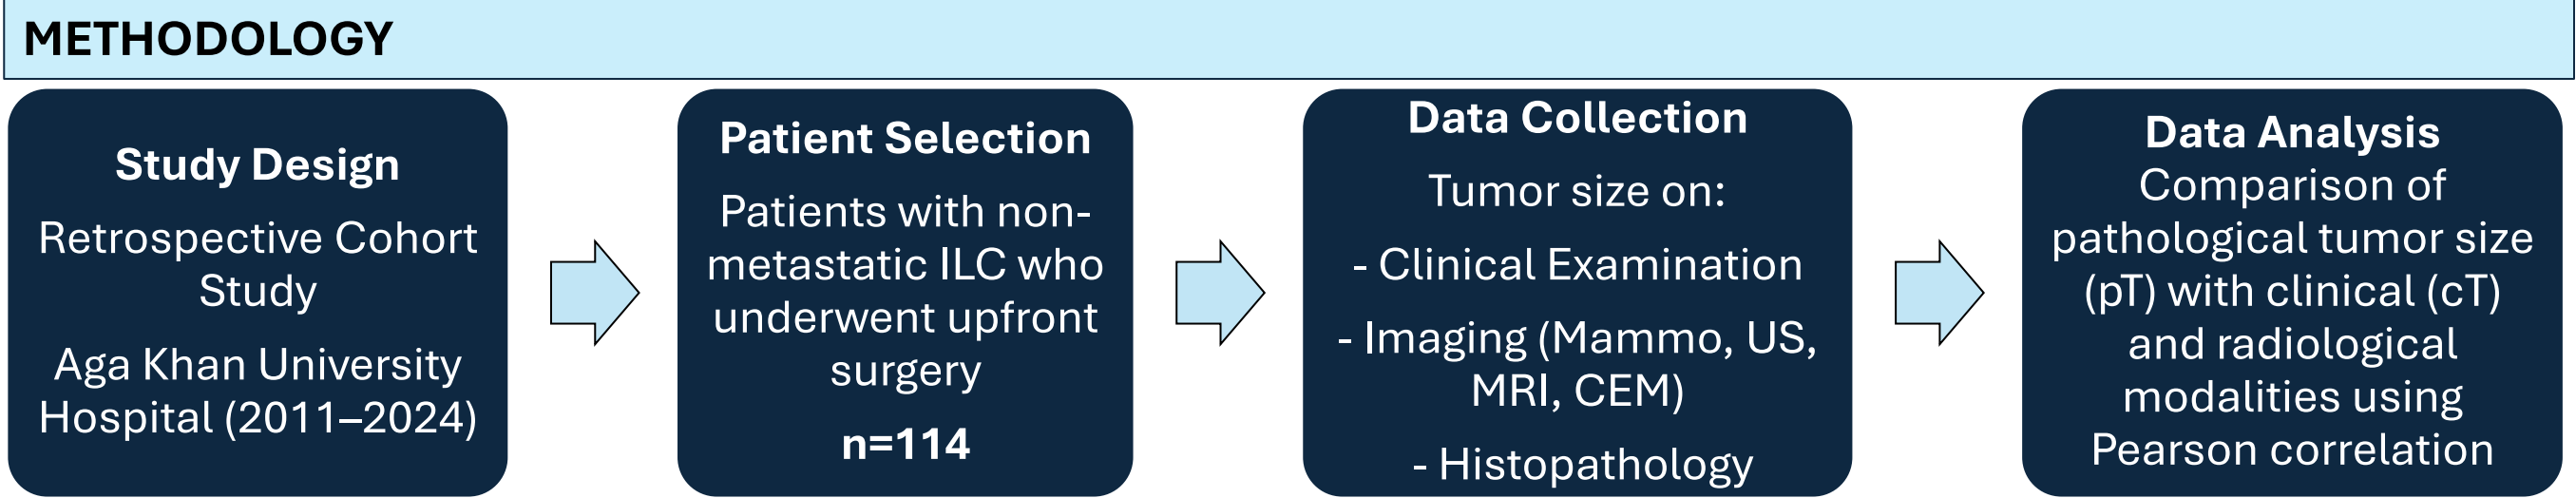 METHODOLOGY
Study Design
Retrospective Cohort
Study
Aga Khan University
Hospital (2011–2024)
Patient Selection
Patients with non-
metastatic ILC who
underwent upfront
surgery
n=114
Data Collection
Tumor size on:
- Clinical Examination
- Imaging (Mammo, US,
MRI, CEM)
- Histopathology
Data Analysis
Comparison of
pathological tumor size
(pT) with clinical (cT)
and radiological
modalities using
Pearson correlation